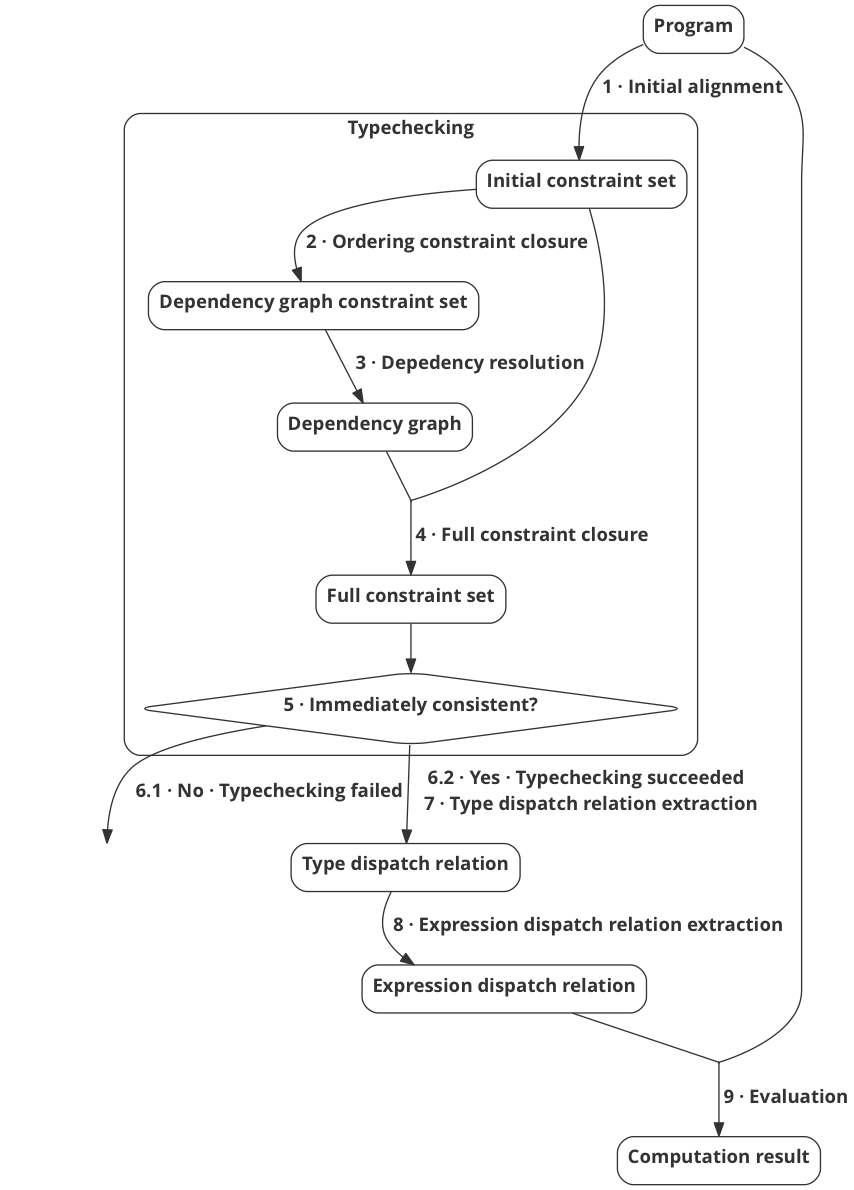 Program
1 · Initial alignment
Typechecking
Initial constraint set
2 · Ordering constraint closure
Dependency graph constraint set
3 · Depedency resolution
Dependency graph
4 · Full constraint closure
Full constraint set
5 · Immediately consistent?
6.1 · No · Typechecking failed
6.2 · Yes · Typechecking succeeded
7 · Type dispatch relation extraction
Type dispatch relation
8 · Expression dispatch relation extraction
Expression dispatch relation
9 · Evaluation
Computation result